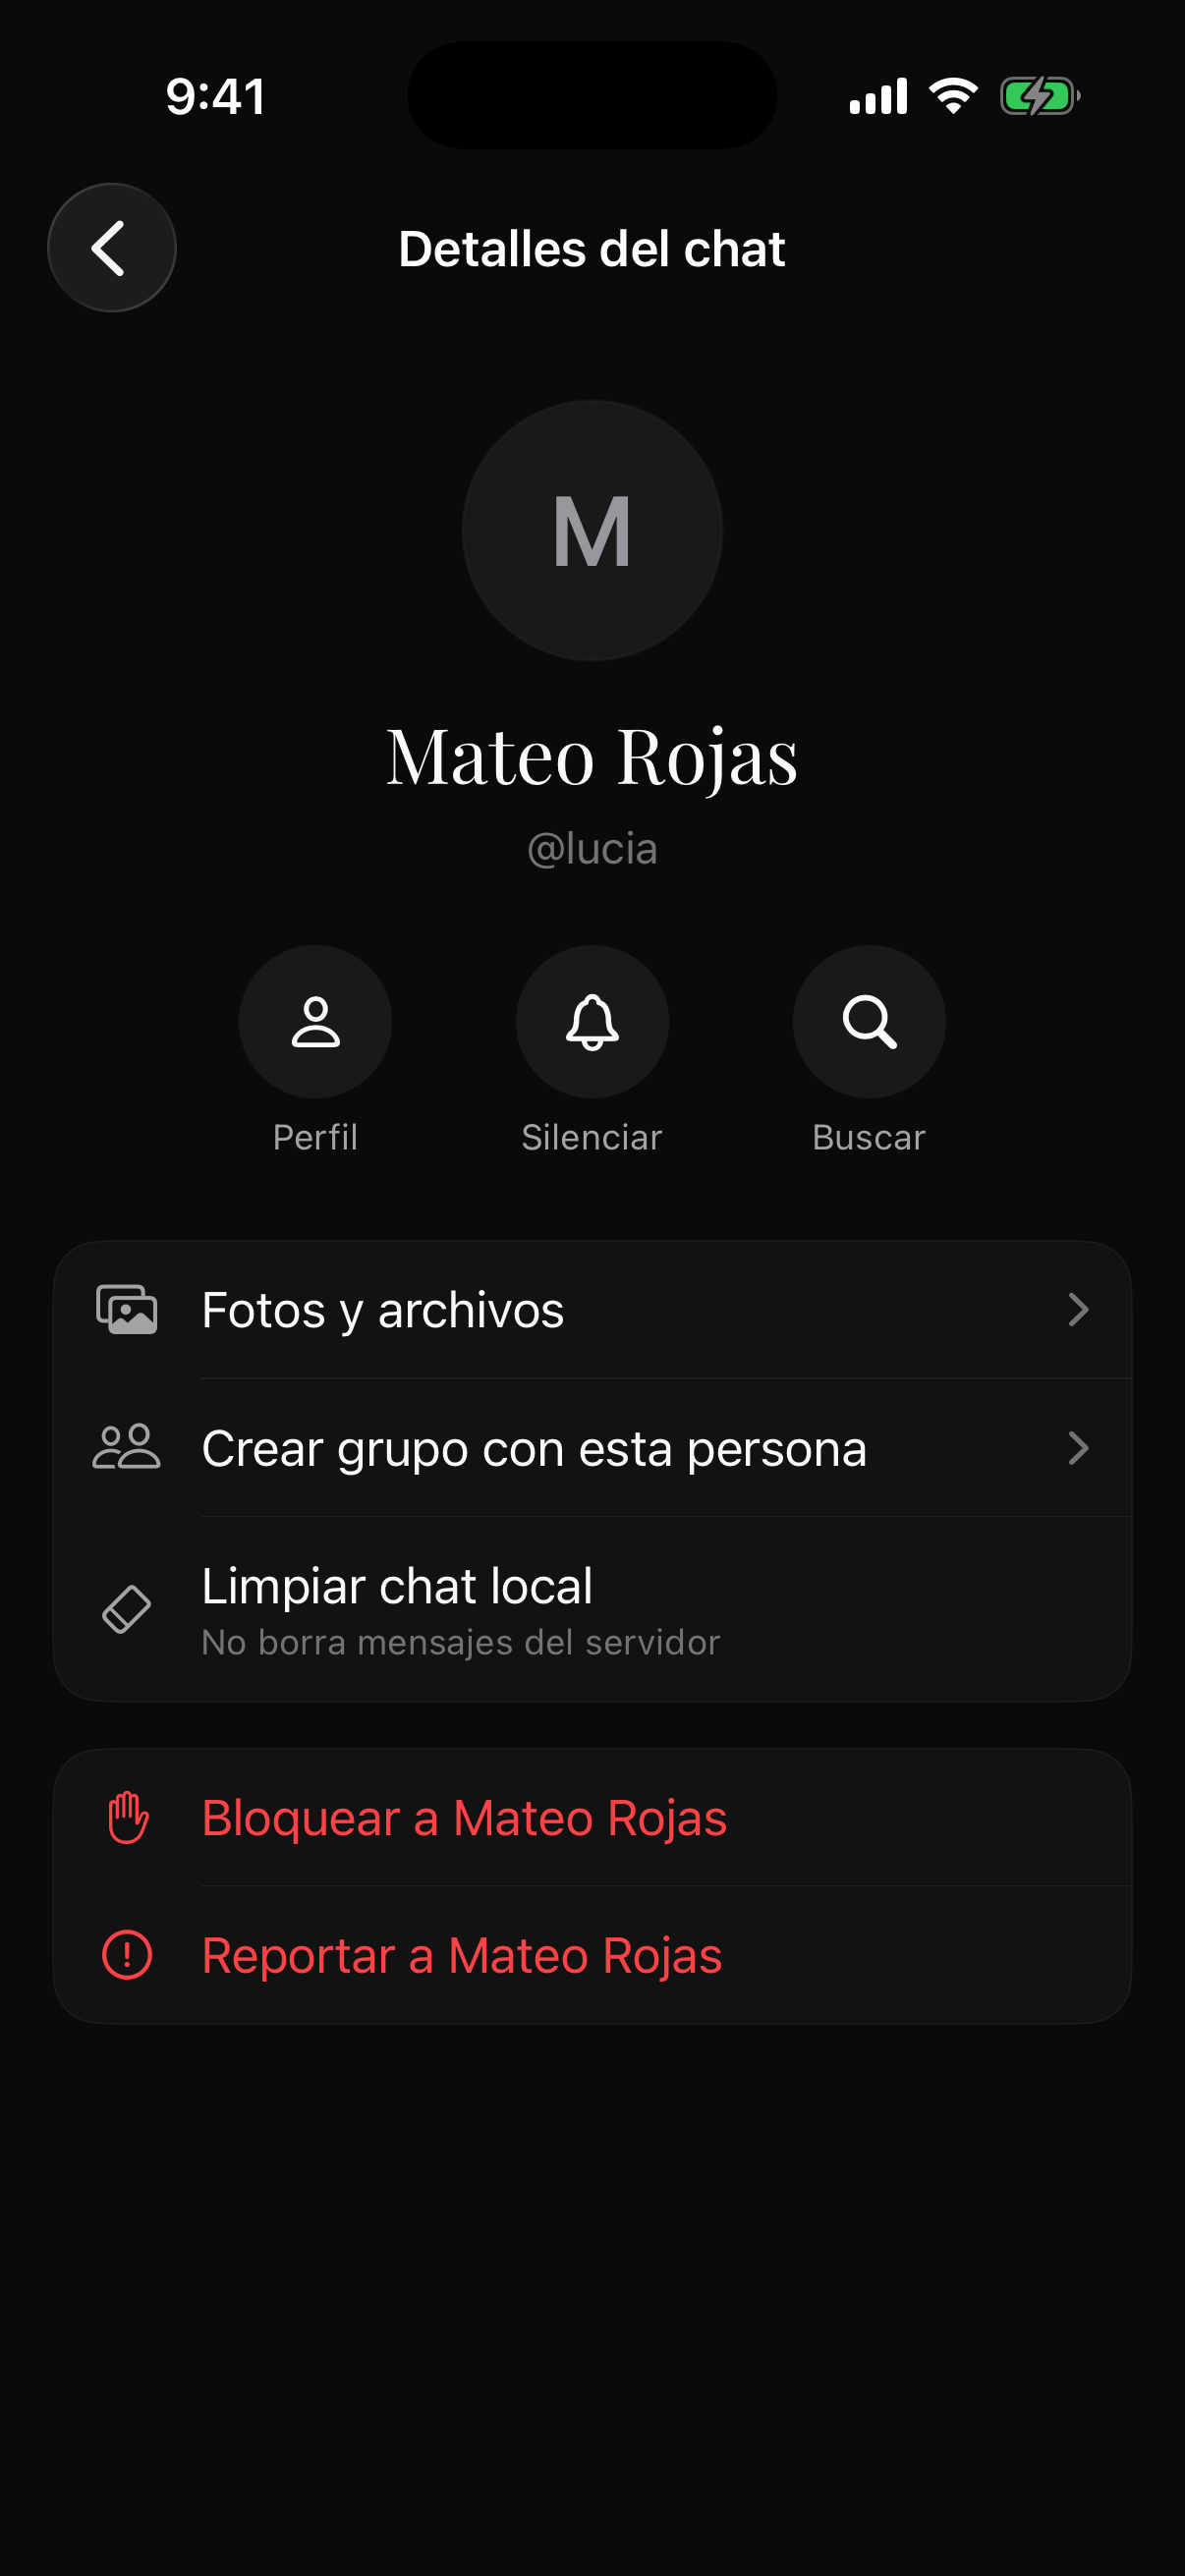 9:41
Detalles del chat
M
Mateo Rojas
@lucia
Perfil
Silenciar
Buscar
Fotos y archivos
Crear grupo con esta persona
Limpiar chat local
No borra mensajes del servidor
Bloquear a Mateo Rojas
Reportar a Mateo Rojas